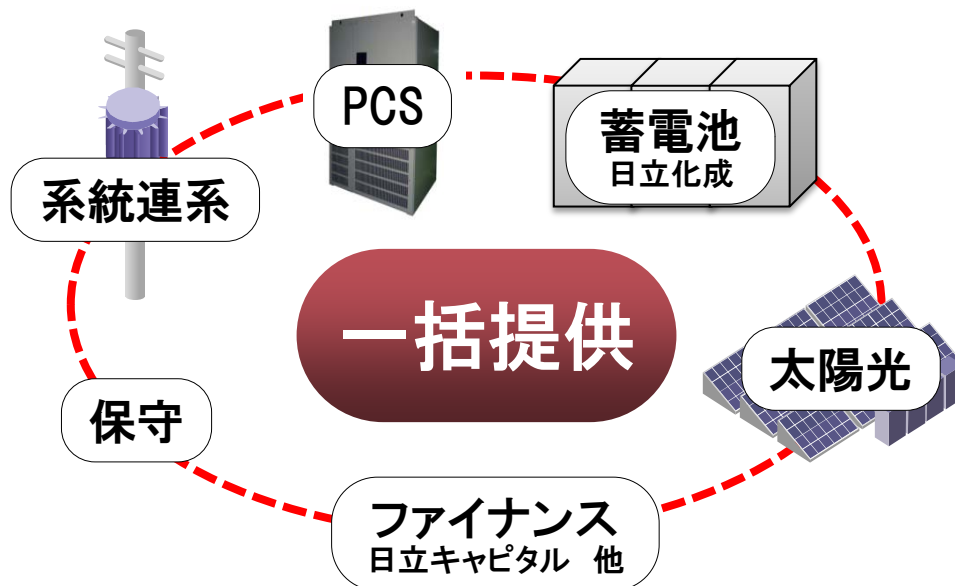 PCS
蓄電池
日立化成
系統連系
一括提供
太陽光
保守
ファイナンス
日立キャピタル 他